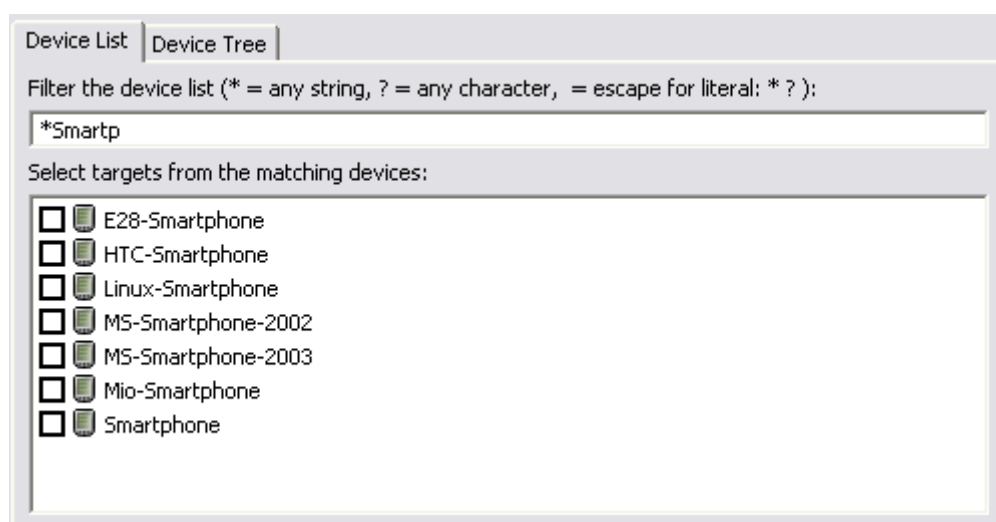 Device List Device Tree
Filter the device list (* = any string, ? = any character,  = escape for literal: * ? ):
*Smartp
Select targets from the matching devices:
E28-Smartphone
HTC-Smartphone
Linux-Smartphone
MS-Smartphone-2002
MS-Smartphone-2003
Mio-Smartphone
Smartphone